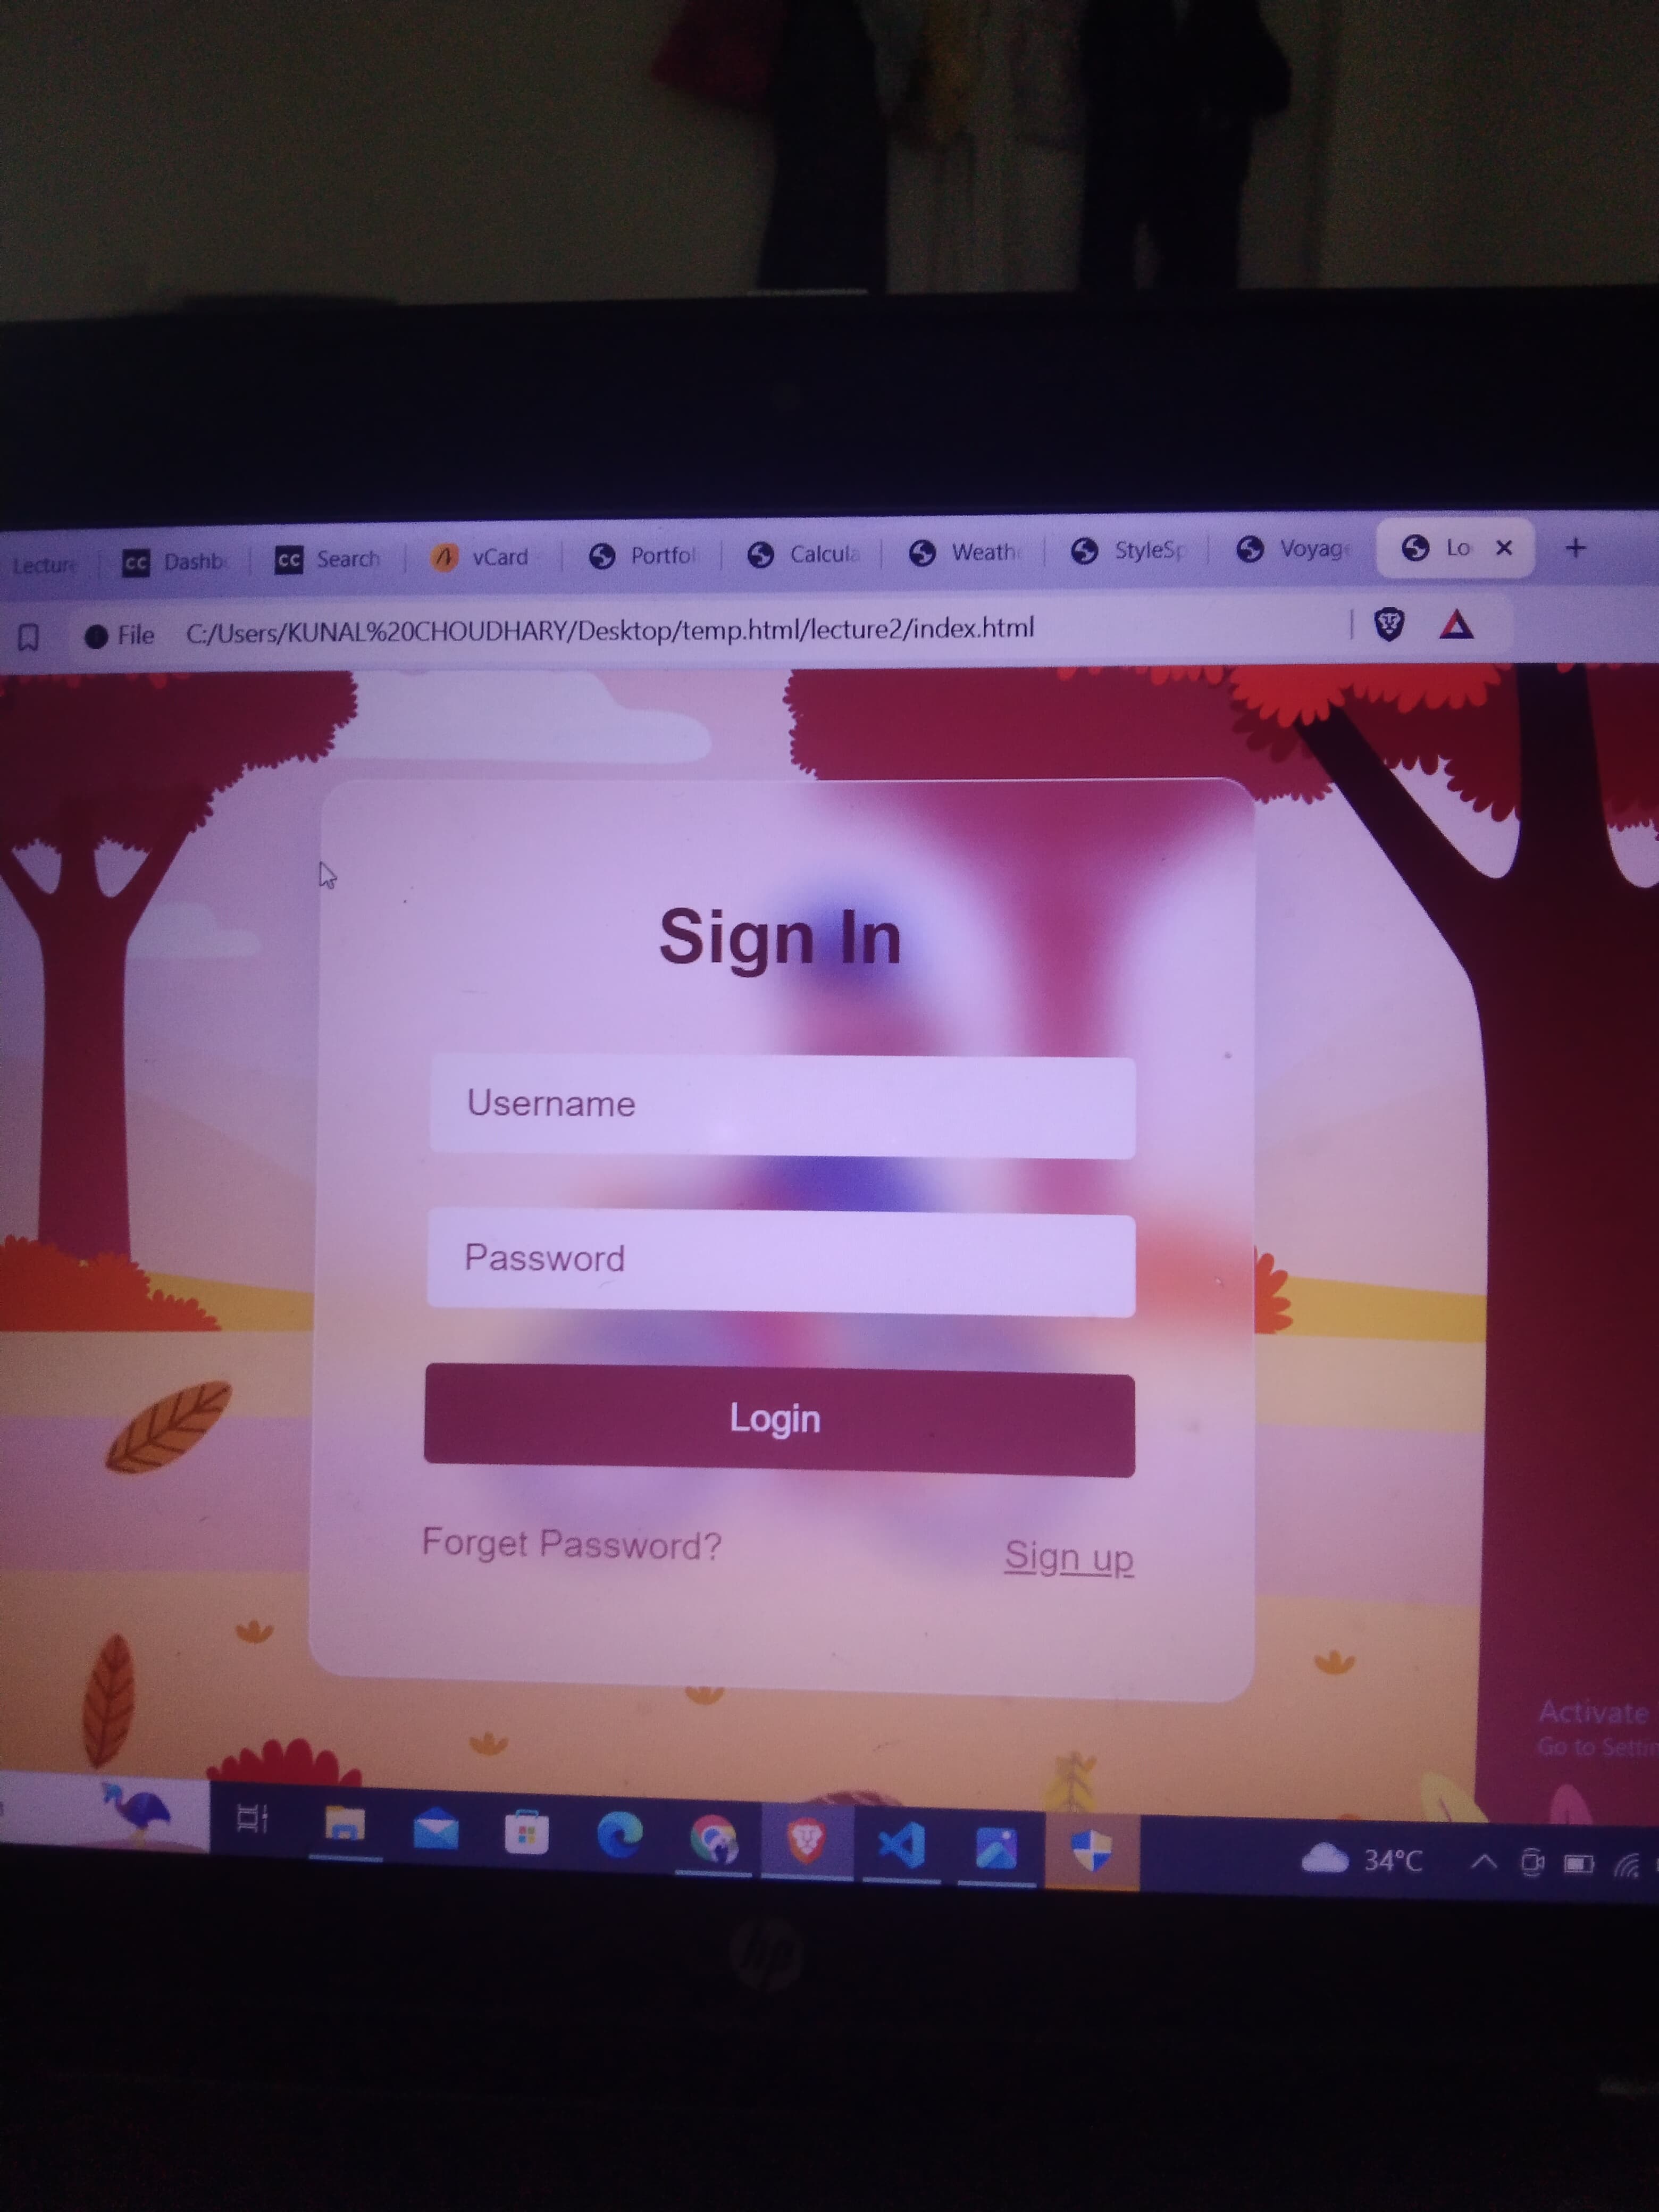 Lecture Dashb Search vCard Portfol Calcula Weath StyleSp Voyag Lo
File C:/Users/KUNAL%20CHOUDHARY/Desktop/temp.html/lecture2/index.html
Sign In
Username
Password
Login
Forget Password?
Sign up
Activate
Go to Settin
34°C
hp